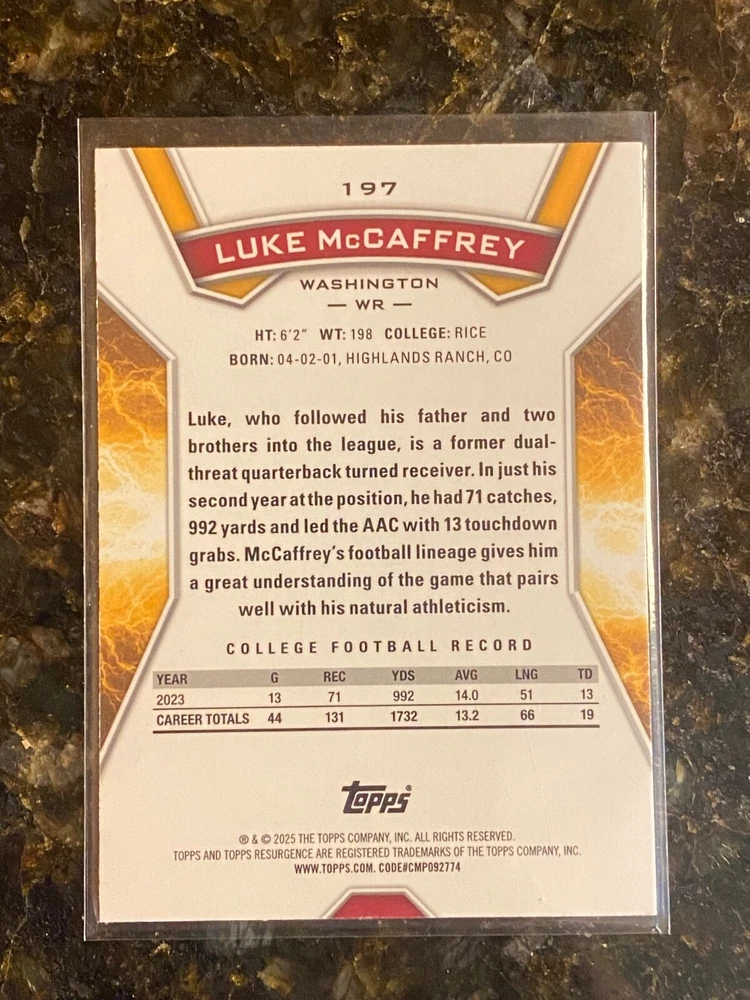 197
LUKE McCAFFREY
WASHINGTON
— WR —
HT: 6'2" WT: 198 COLLEGE: RICE
BORN: 04-02-01, HIGHLANDS RANCH, CO
Luke, who followed his father and two
brothers into the league, is a former dual-
threat quarterback turned receiver. In just his
second year at the position, he had 71 catches,
992 yards and led the AAC with 13 touchdown
grabs. McCaffrey's football lineage gives him
a great understanding of the game that pairs
well with his natural athleticism.
COLLEGE FOOTBALL RECORD
YEAR G REC YDS AVG LNG TD
2023 13 71 992 14.0 51 13
CAREER TOTALS 44 131 1732 13.2 66 19
Topps®
® & © 2025 THE TOPPS COMPANY, INC. ALL RIGHTS RESERVED.
TOPPS AND TOPPS RESURGENCE ARE REGISTERED TRADEMARKS OF THE TOPPS COMPANY, INC.
WWW.TOPPS.COM. CODE#CMP092774